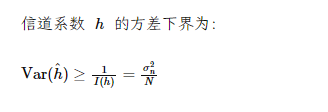 信道系数 h 的方差下界为:
Var(ĥ) ≥ 1/I(h) = σ_n^2/N